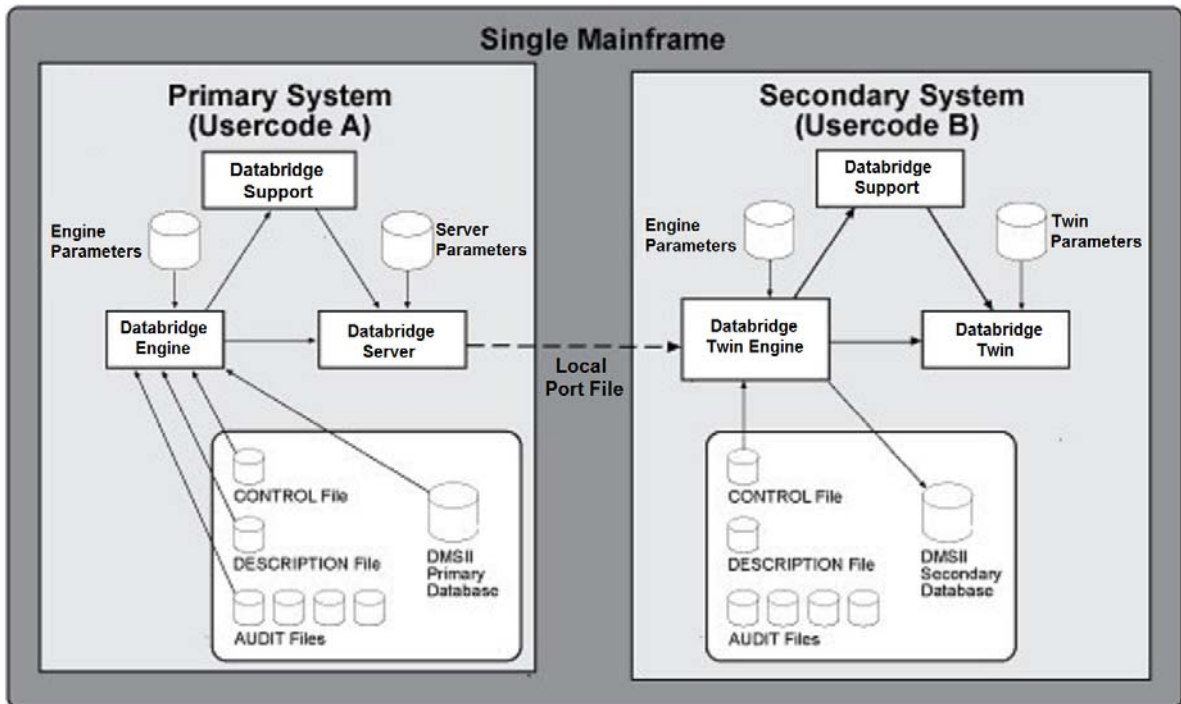 Single Mainframe
Primary System
(Usercode A)
Databridge
Support
Engine
Parameters
Server
Parameters
Databridge
Engine
Databridge
Server
CONTROL File
DESCRIPTION File
AUDIT Files
DMSII
Primary
Database
Local
Port File
Secondary System
(Usercode B)
Databridge
Support
Engine
Parameters
Twin
Parameters
Databridge
Twin Engine
Databridge
Twin
CONTROL File
DESCRIPTION File
AUDIT Files
DMSII
Secondary
Database